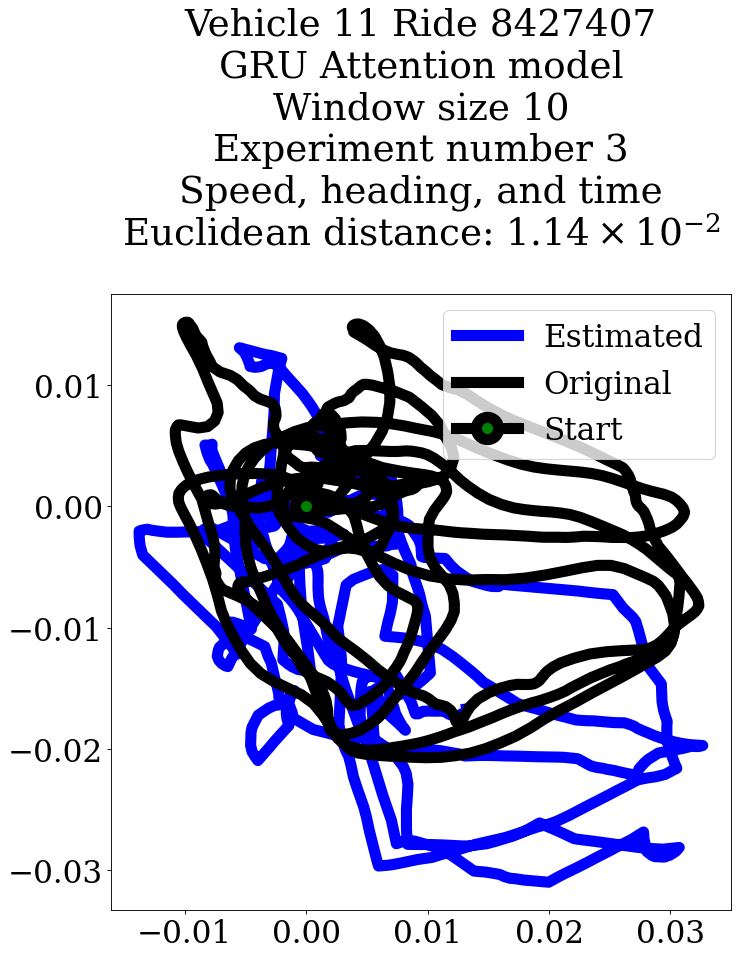 Vehicle 11 Ride 8427407
GRU Attention model
Window size 10
Experiment number 3
Speed, heading, and time
Euclidean distance: 1.14 × 10⁻²
Estimated
Original
Start
0.01
0.00
−0.01
−0.02
−0.03
−0.01 0.00 0.01 0.02 0.03